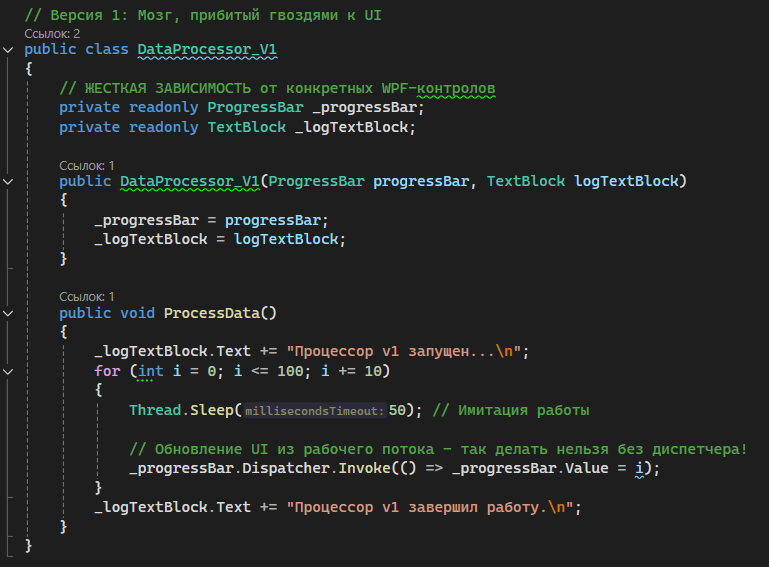 // Версия 1: Мозг, прибитый гвоздями к UI
Ссылок: 2
public class DataProcessor_V1
{
// ЖЕСТКАЯ ЗАВИСИМОСТЬ от конкретных WPF-контролов
private readonly ProgressBar _progressBar;
private readonly TextBlock _logTextBlock;
Ссылок: 1
public DataProcessor_V1(ProgressBar progressBar, TextBlock logTextBlock)
{
_progressBar = progressBar;
_logTextBlock = logTextBlock;
}
Ссылок: 1
public void ProcessData()
{
_logTextBlock.Text += "Процессор v1 запущен...\n";
for (int i = 0; i <= 100; i += 10)
{
Thread.Sleep(millisecondsTimeout: 50); // Имитация работы
// Обновление UI из рабочего потока - так делать нельзя без диспетчера!
_progressBar.Dispatcher.Invoke(() => _progressBar.Value = i);
}
_logTextBlock.Text += "Процессор v1 завершил работу.\n";
}
}